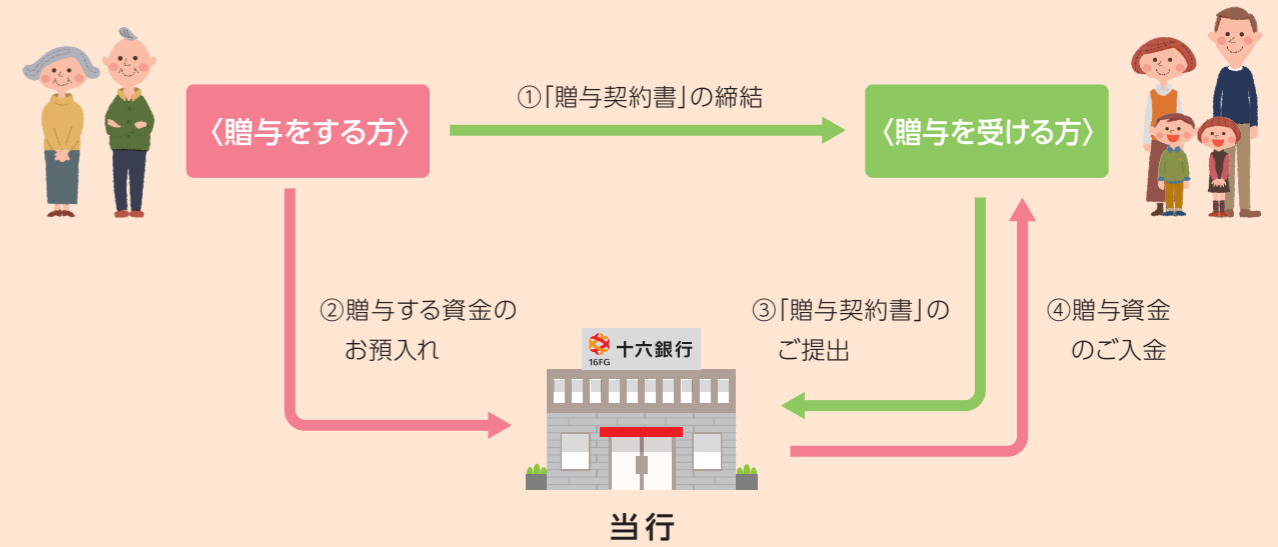 ①「贈与契約書」の締結
〈贈与をする方〉
〈贈与を受ける方〉
②贈与する資金の
お預入れ
③「贈与契約書」の
ご提出
④贈与資金
のご入金
16FG
十六銀行
当行